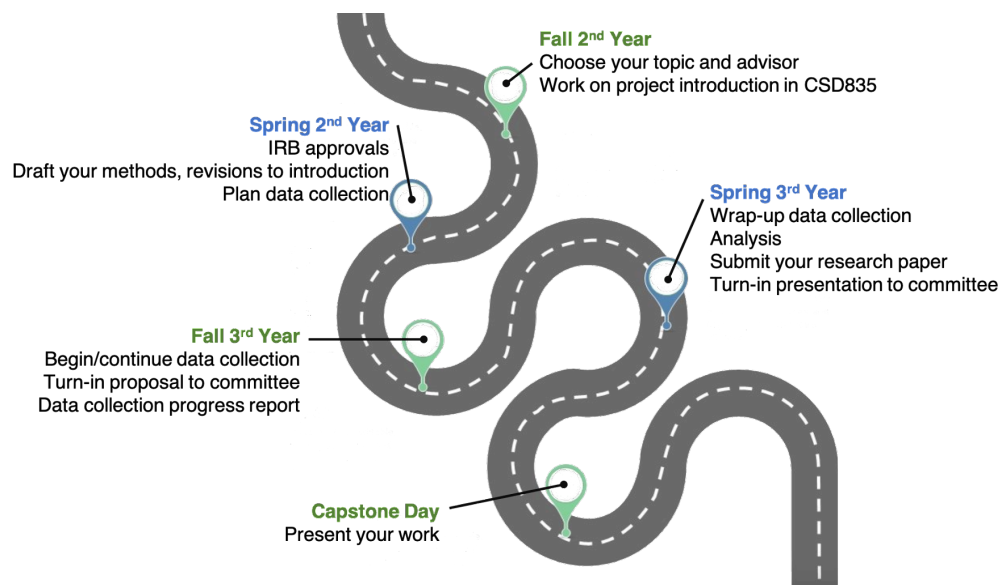 Fall 2nd Year
Choose your topic and advisor
Work on project introduction in CSD835
Spring 2nd Year
IRB approvals
Draft your methods, revisions to introduction
Plan data collection
Fall 3rd Year
Begin/continue data collection
Turn-in proposal to committee
Data collection progress report
Spring 3rd Year
Wrap-up data collection
Analysis
Submit your research paper
Turn-in presentation to committee
Capstone Day
Present your work